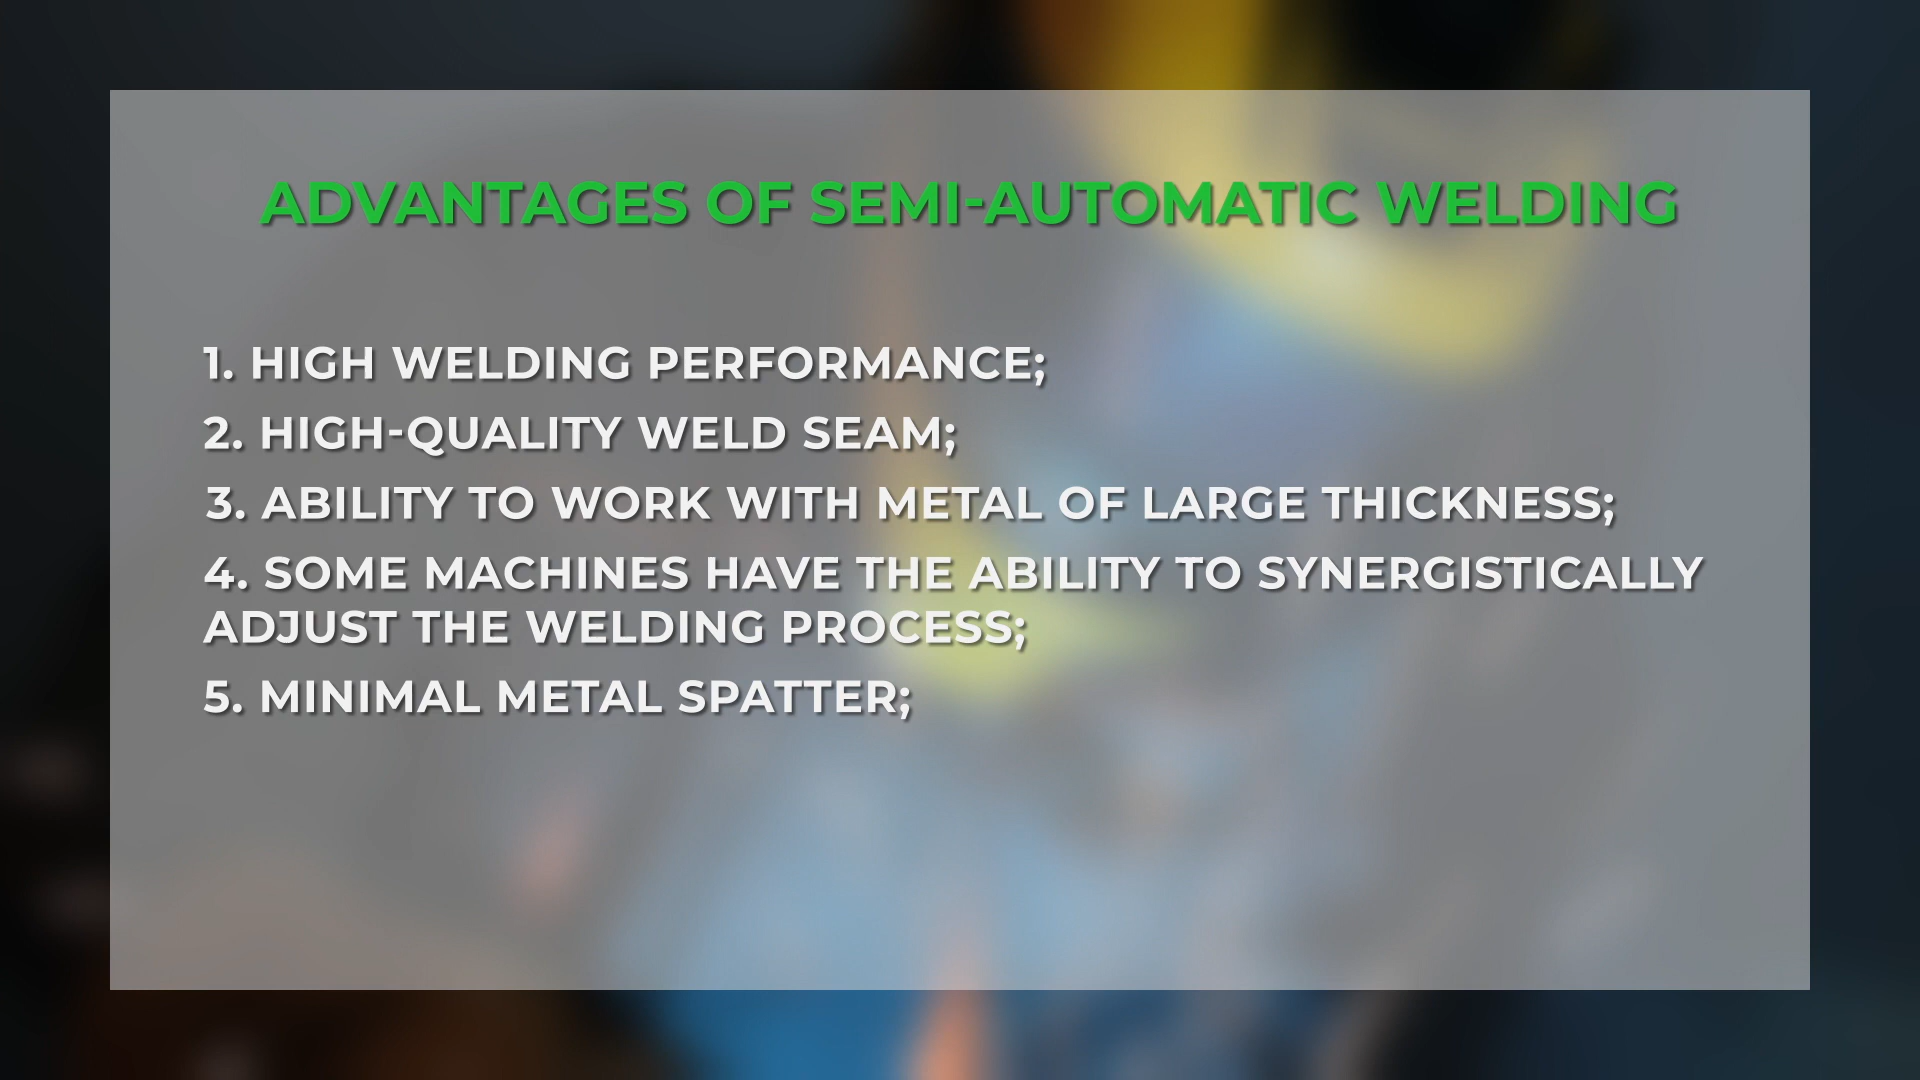 ADVANTAGES OF SEMI-AUTOMATIC WELDING
1. HIGH WELDING PERFORMANCE;
2. HIGH-QUALITY WELD SEAM;
3. ABILITY TO WORK WITH METAL OF LARGE THICKNESS;
4. SOME MACHINES HAVE THE ABILITY TO SYNERGISTICALLY
ADJUST THE WELDING PROCESS;
5. MINIMAL METAL SPATTER;